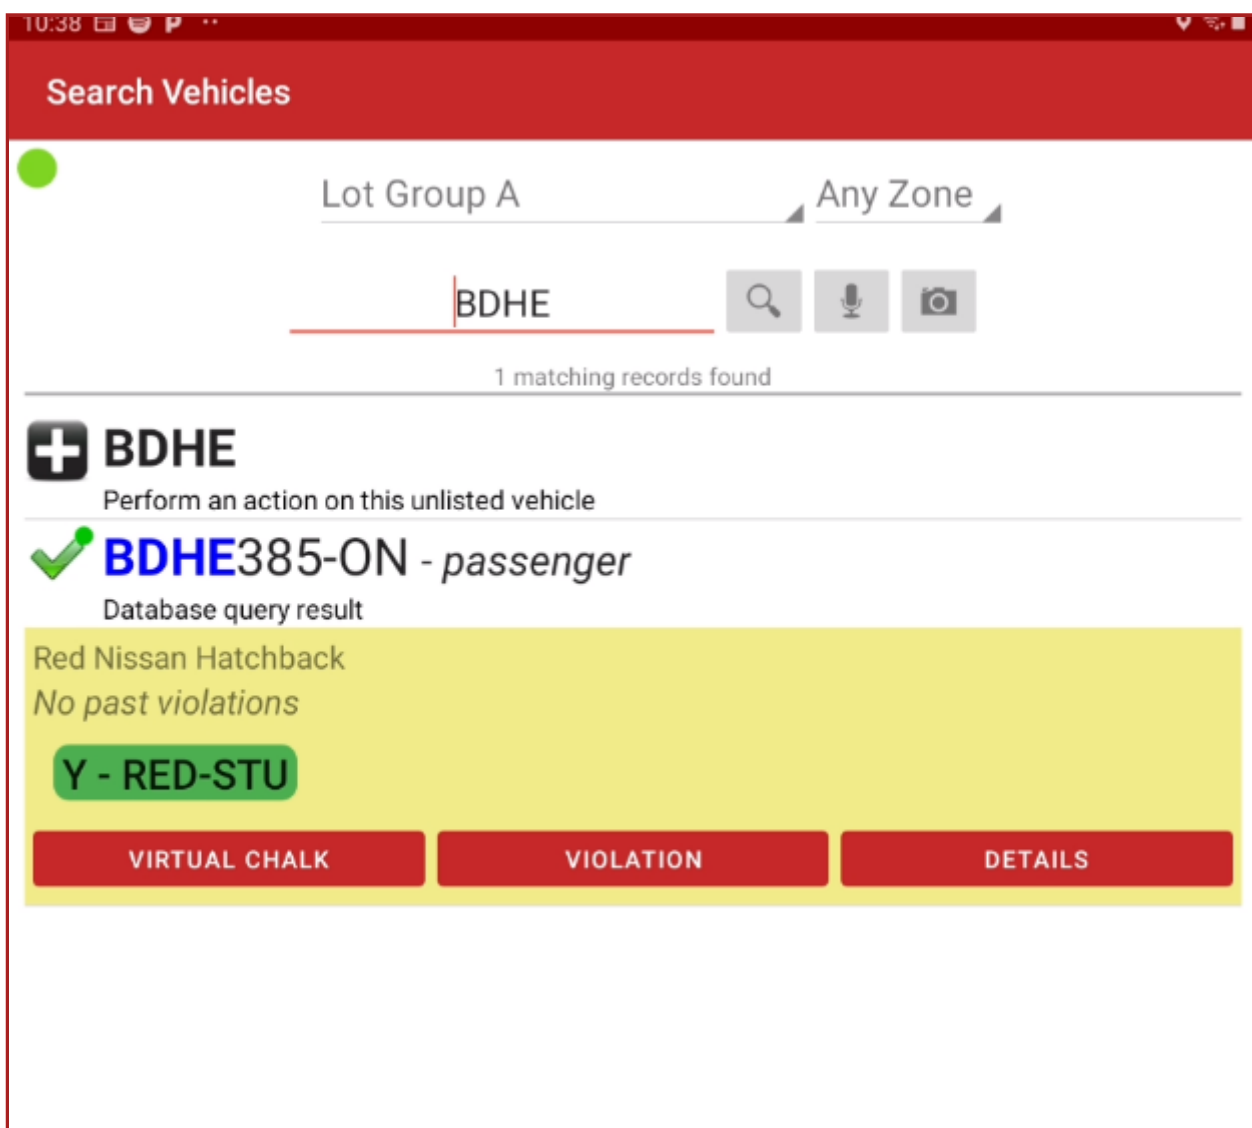 10:38
Search Vehicles
Lot Group A Any Zone
BDHE
1 matching records found
BDHE
Perform an action on this unlisted vehicle
BDHE385-ON - passenger
Database query result
Red Nissan Hatchback
No past violations
Y - RED-STU
VIRTUAL CHALK VIOLATION DETAILS